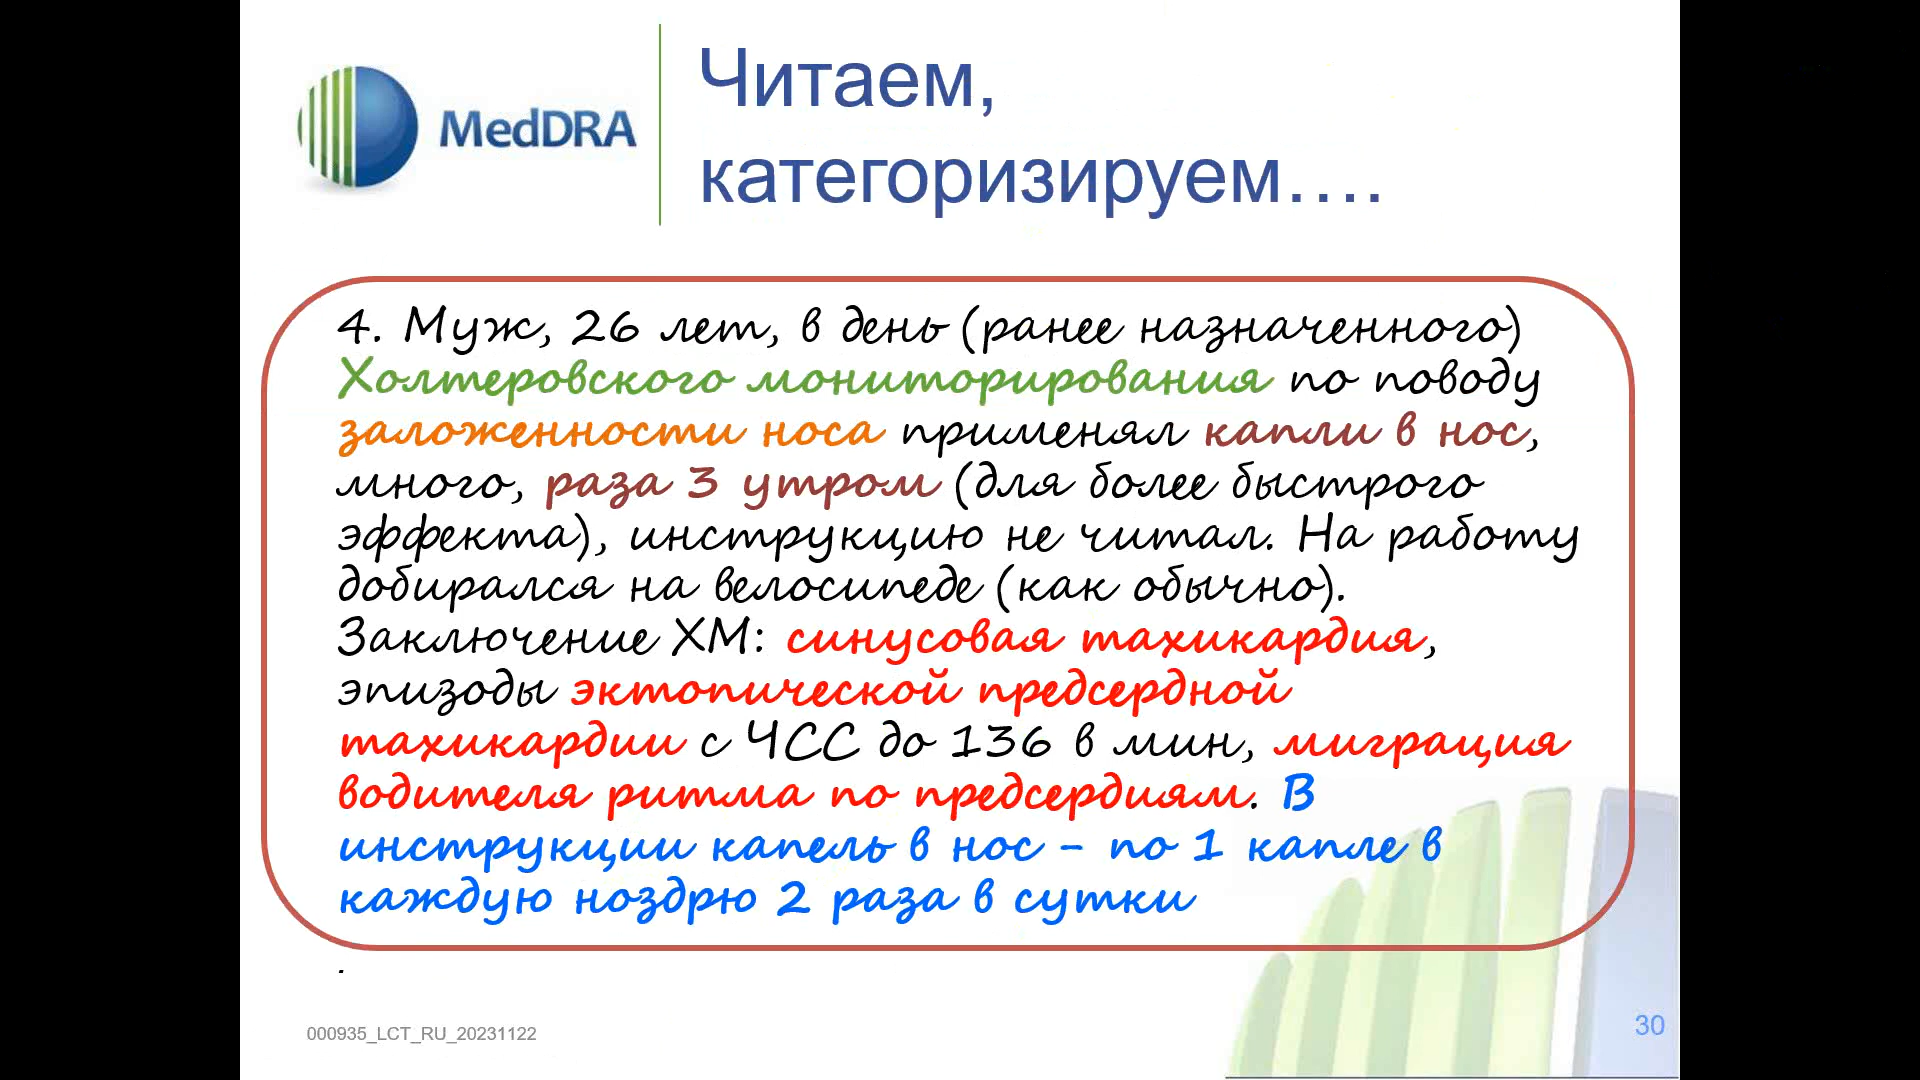 MedDRA
Читаем,
категоризируем….
4. Муж, 26 лет, в день (ранее назначенного)
Холтеровского мониторирования по поводу
заложенности носа применял капли в нос,
много, раза 3 утром (для более быстрого
эффекта), инструкцию не читал. На работу
добирался на велосипеде (как обычно).
Заключение ХМ: синусовая тахикардия,
эпизоды эктопической предсердной
тахикардии с ЧСС до 136 в мин, миграция
водителя ритма по предсердиям. В
инструкции капель в нос - по 1 капле в
каждую ноздрю 2 раза в сутки
.
000935_LCT_RU_20231122
30